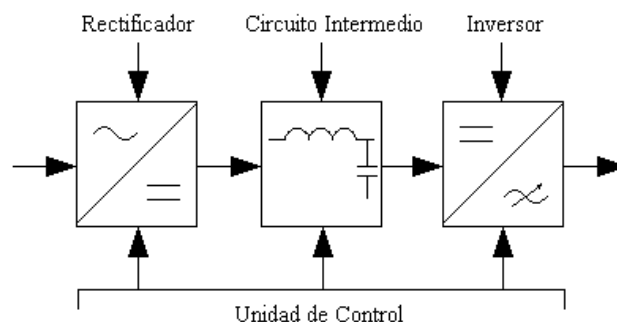 Rectificador
Circuito Intermedio
Inversor
Unidad de Control